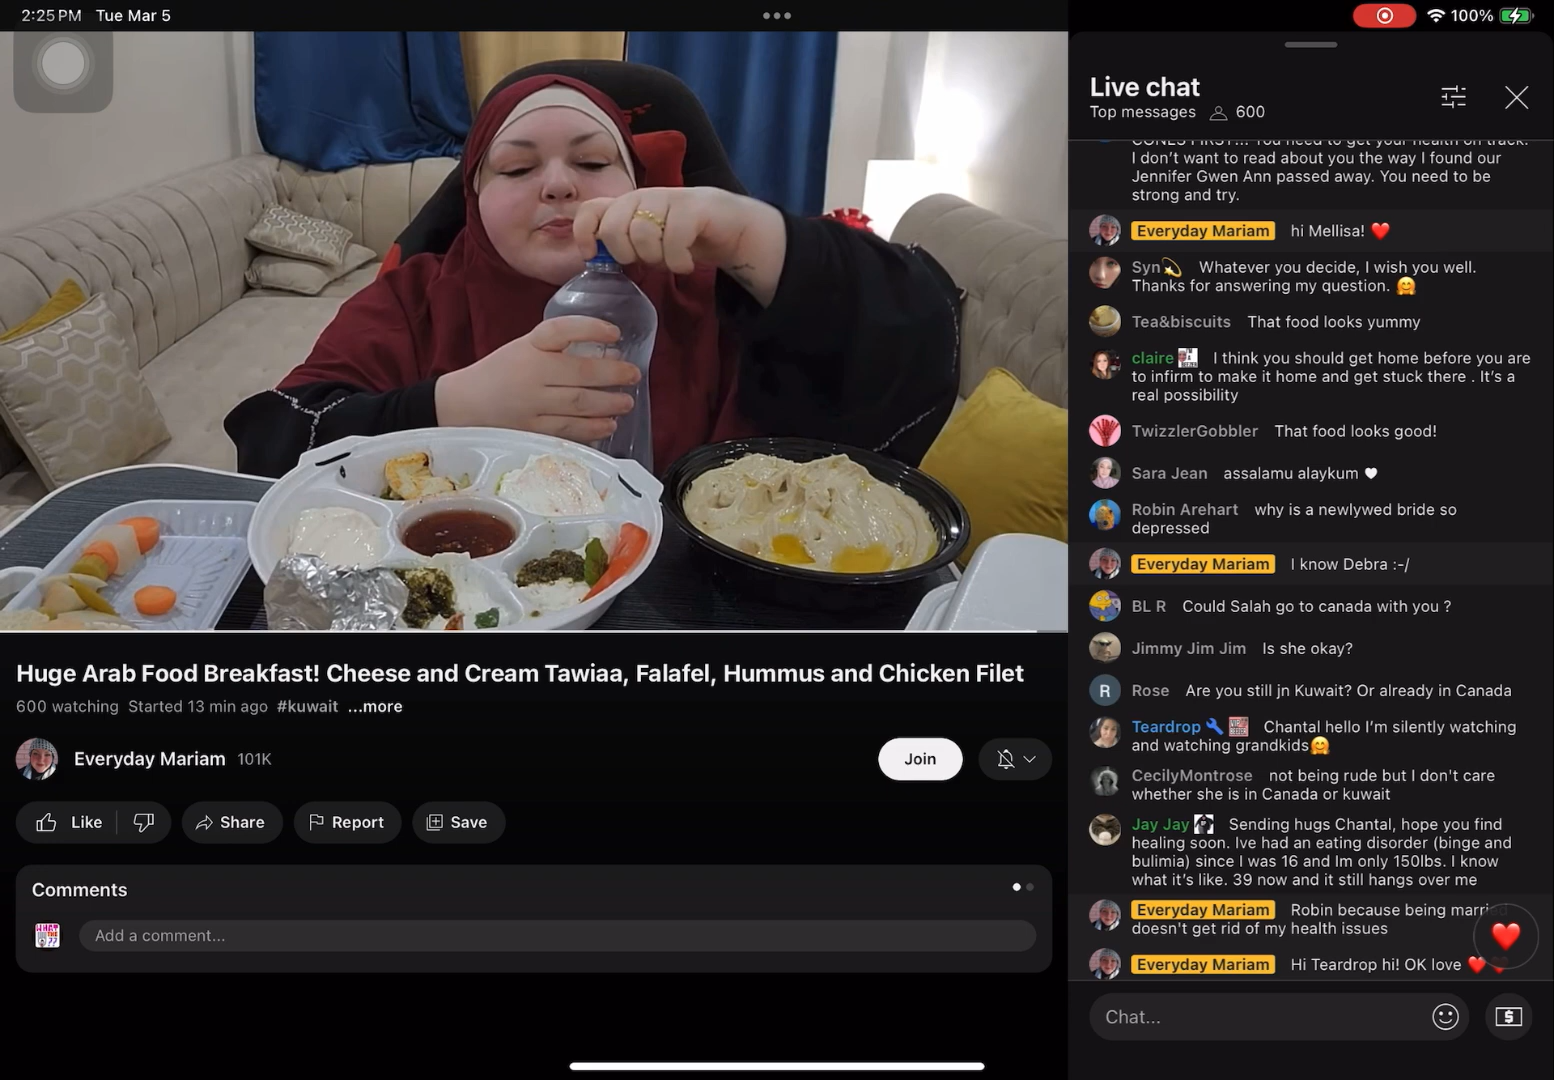 2:25 PM Tue Mar 5
100%
Live chat
Top messages 600
CONES FIRST... You need to get your health on track.
I don't want to read about you the way I found our
Jennifer Gwen Ann passed away. You need to be
strong and try.
Everyday Mariam hi Mellisa! ❤️
Syn💫 Whatever you decide, I wish you well.
Thanks for answering my question. 🤗
Tea&biscuits That food looks yummy
claire I think you should get home before you are
to infirm to make it home and get stuck there . It's a
real possibility
TwizzlerGobbler That food looks good!
Sara Jean assalamu alaykum 🤍
Robin Arehart why is a newlywed bride so
depressed
Everyday Mariam I know Debra :-/
BL R Could Salah go to canada with you ?
Jimmy Jim Jim Is she okay?
R Rose Are you still jn Kuwait? Or already in Canada
Teardrop 🔧 Chantal hello I'm silently watching
and watching grandkids🤗
CecilyMontrose not being rude but I don't care
whether she is in Canada or kuwait
Jay Jay Sending hugs Chantal, hope you find
healing soon. Ive had an eating disorder (binge and
bulimia) since I was 16 and Im only 150lbs. I know
what it's like. 39 now and it still hangs over me
Everyday Mariam Robin because being married
doesn't get rid of my health issues
Everyday Mariam Hi Teardrop hi! OK love ❤️❤️
Chat...
Huge Arab Food Breakfast! Cheese and Cream Tawiaa, Falafel, Hummus and Chicken Filet
600 watching Started 13 min ago #kuwait ...more
Everyday Mariam 101K
Join
Like Share Report Save
Comments
WHAT THE ??
Add a comment...